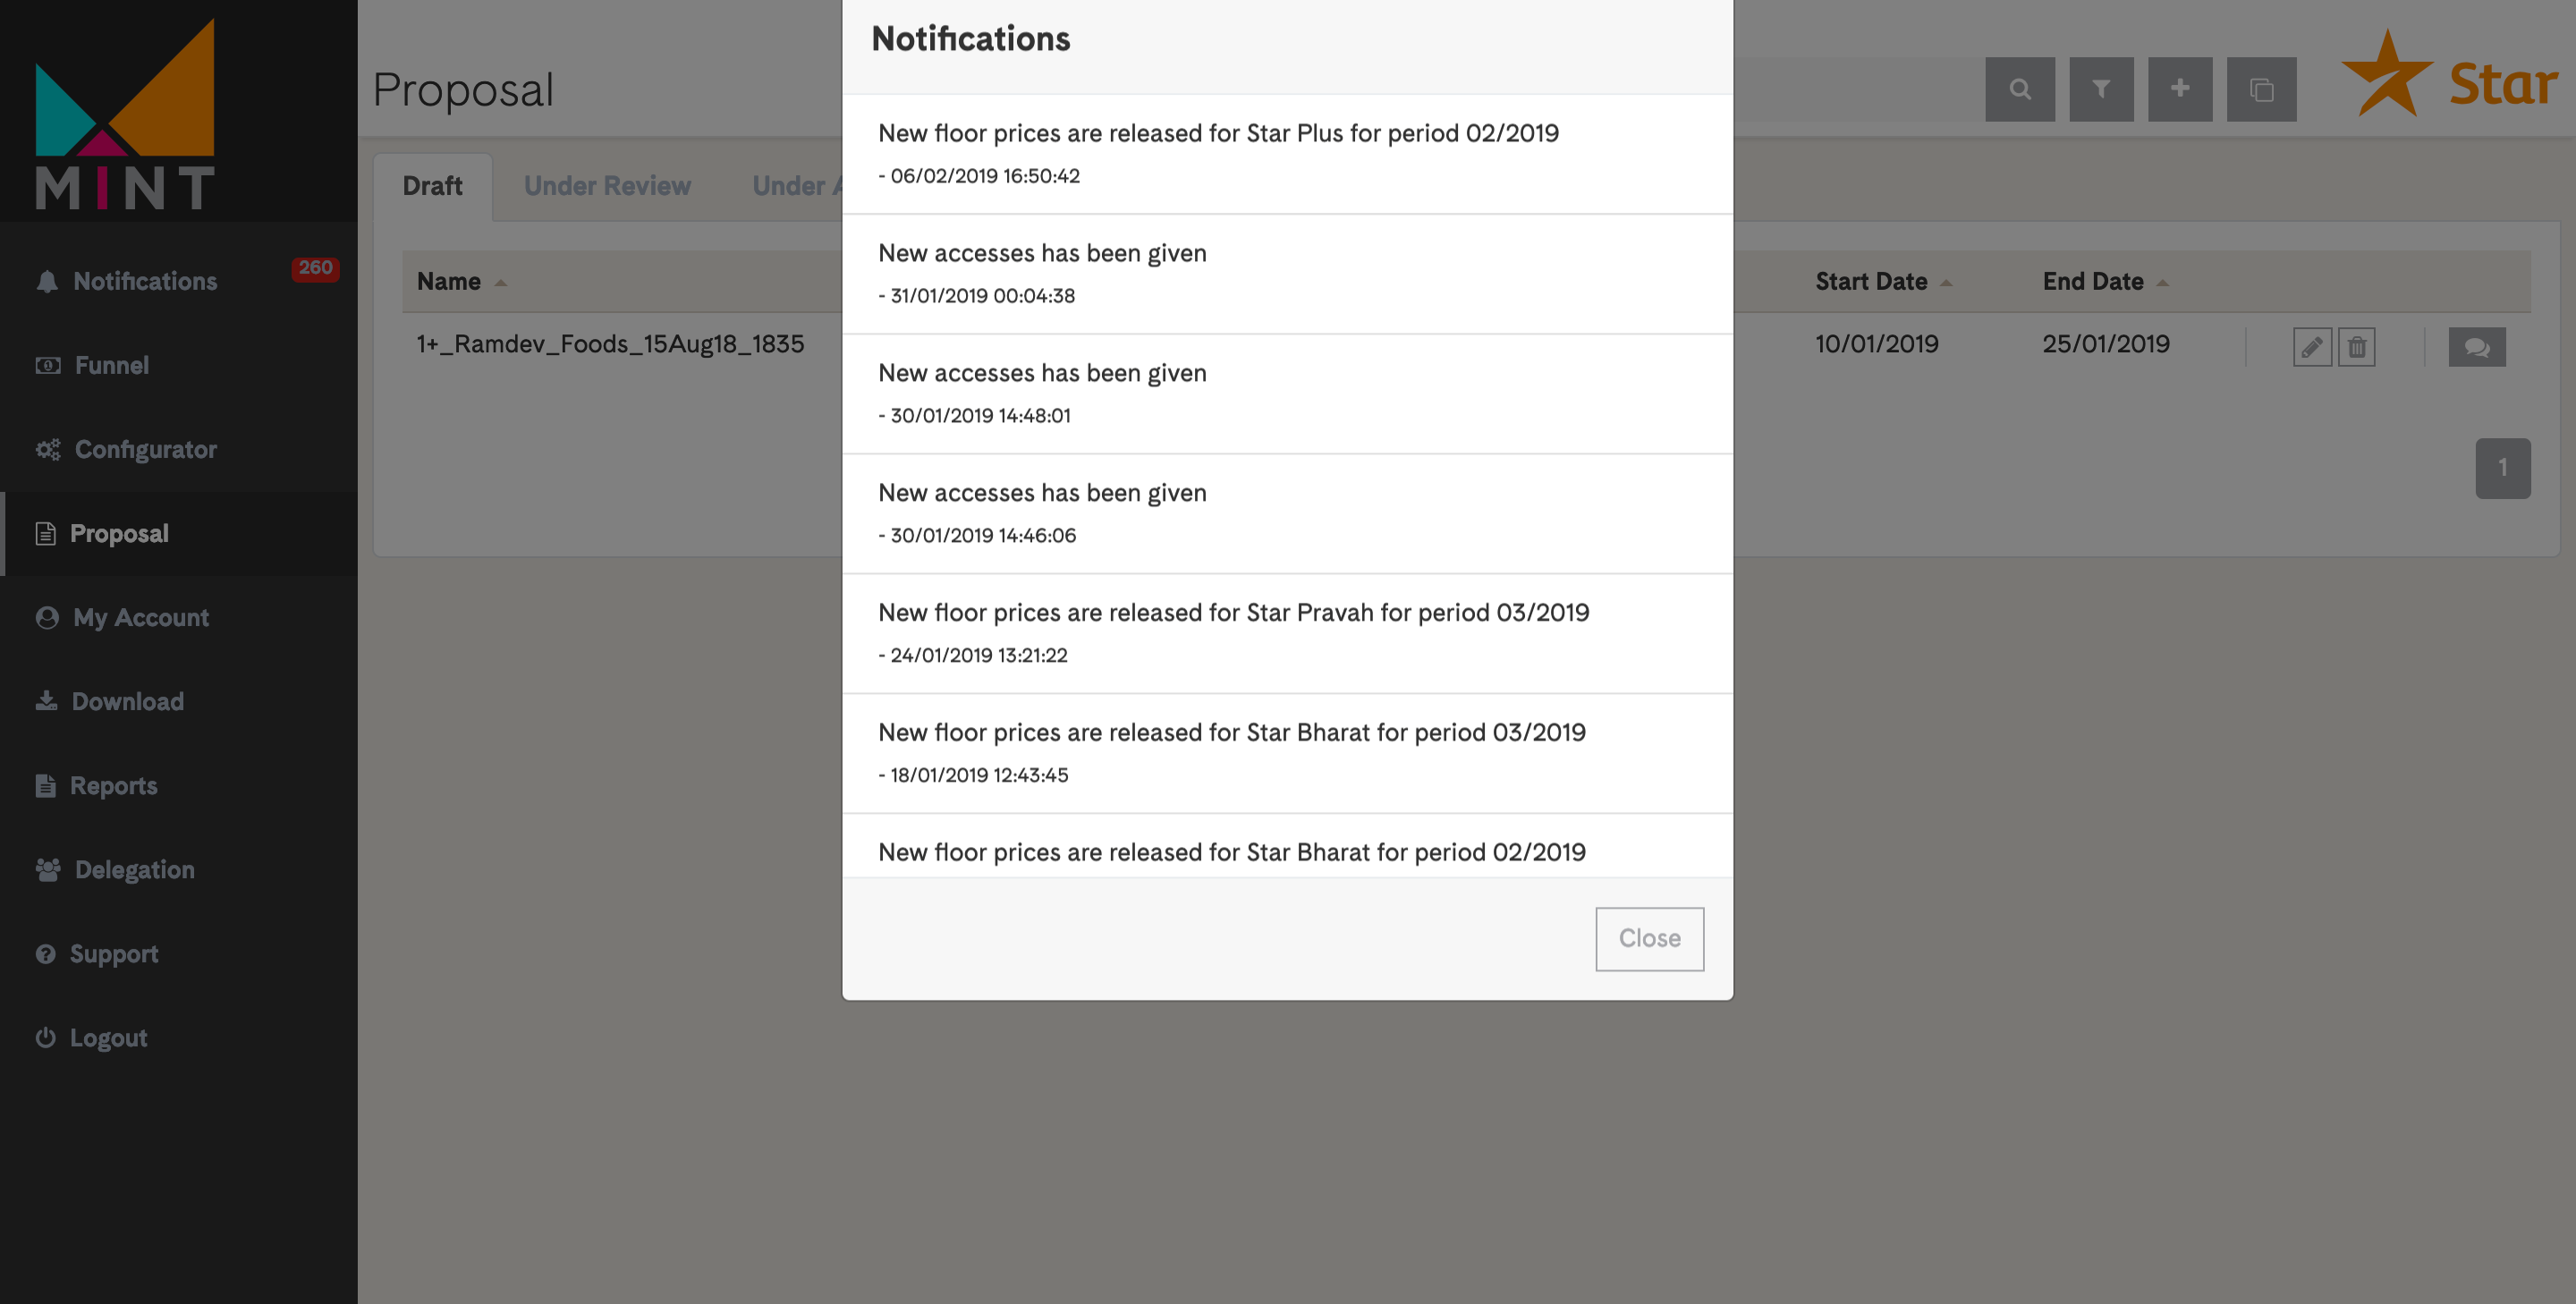 MINT
Notifications
260
Funnel
Configurator
Proposal
My Account
Download
Reports
Delegation
Support
Logout
Proposal
Star
Draft
Under Review
Under
Name
Start Date
End Date
1+_Ramdev_Foods_15Aug18_1835
10/01/2019
25/01/2019
1
Notifications
New floor prices are released for Star Plus for period 02/2019
- 06/02/2019 16:50:42
New accesses has been given
- 31/01/2019 00:04:38
New accesses has been given
- 30/01/2019 14:48:01
New accesses has been given
- 30/01/2019 14:46:06
New floor prices are released for Star Pravah for period 03/2019
- 24/01/2019 13:21:22
New floor prices are released for Star Bharat for period 03/2019
- 18/01/2019 12:43:45
New floor prices are released for Star Bharat for period 02/2019
Close